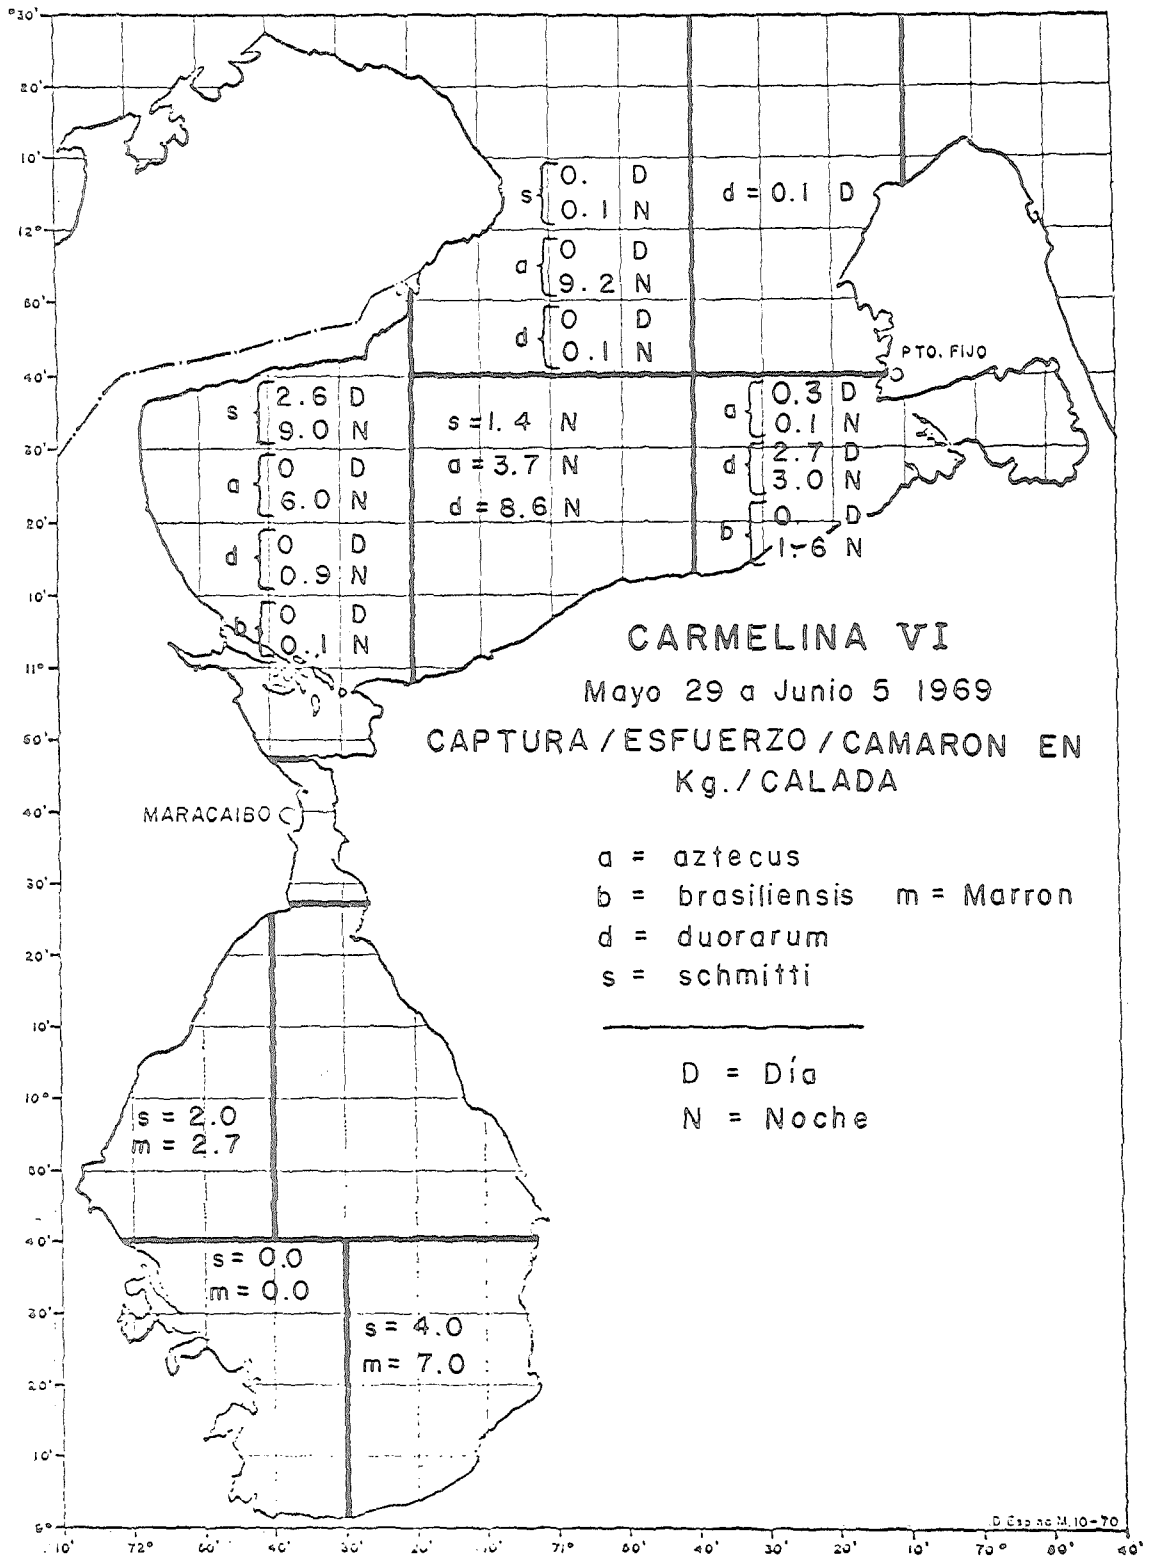 30'
20'
10'
s 0. D
0.1 N
d = 0.1 D
12°
a 0 D
9.2 N
50'
d 0 D
0.1 N
PTO. FIJO
40'
s 2.6 D
9.0 N
s = 1.4 N
a 0.3 D
0.1 N
30'
a 0 D
6.0 N
a = 3.7 N
d 2.7 D
3.0 N
d = 8.6 N
20'
b 0 D
1.6 N
d 0 D
0.9 N
10'
b 0 D
0.1 N
11°
CARMELINA VI
Mayo 29 a Junio 5 1969
50'
CAPTURA / ESFUERZO / CAMARON EN
Kg. / CALADA
40'
MARACAIBO
a = aztecus
30'
b = brasiliensis m = Marron
d = duorarum
20'
s = schmitti
10'
D = Día
10°
s = 2.0
N = Noche
m = 2.7
50'
40'
s = 0.0
m = 0.0
30'
s = 4.0
m = 7.0
20'
10'
9°
10' 72° 50' 40' 30' 20' 10' 71° 50' 40' 30' 20' 10' 70° 50' 40'